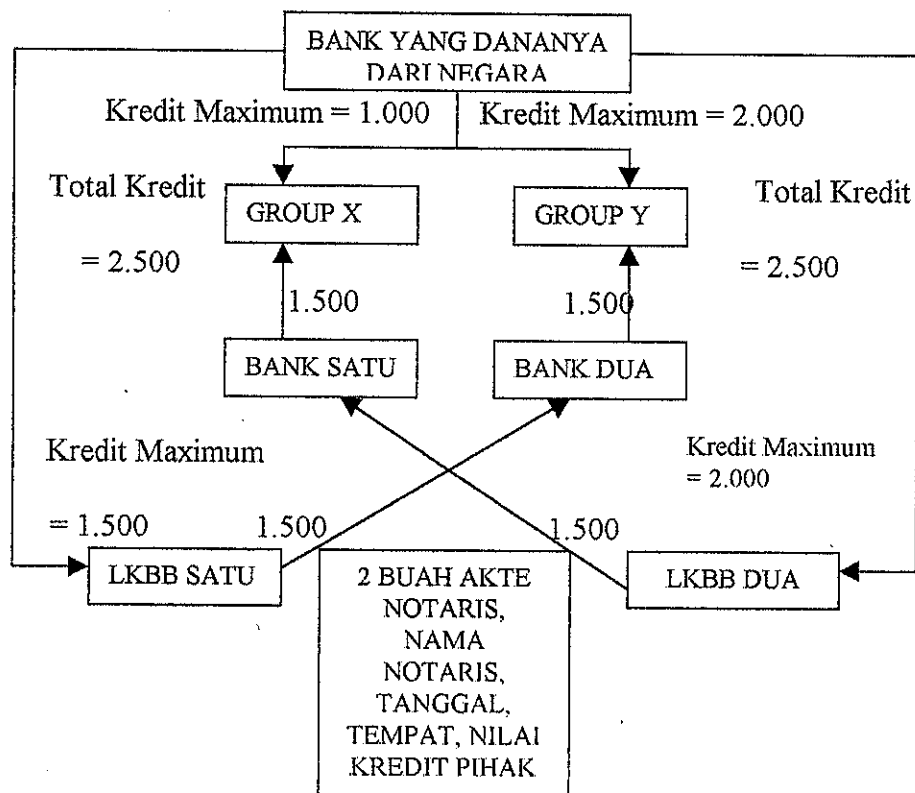 BANK YANG DANANYA
DARI NEGARA
Kredit Maximum = 1.000
Kredit Maximum = 2.000
Total Kredit
= 2.500
GROUP X
GROUP Y
Total Kredit
= 2.500
1.500
1.500
BANK SATU
BANK DUA
Kredit Maximum
= 1.500
Kredit Maximum
= 2.000
1.500
1.500
LKBB SATU
LKBB DUA
2 BUAH AKTE
NOTARIS,
NAMA
NOTARIS,
TANGGAL,
TEMPAT, NILAI
KREDIT PIHAK